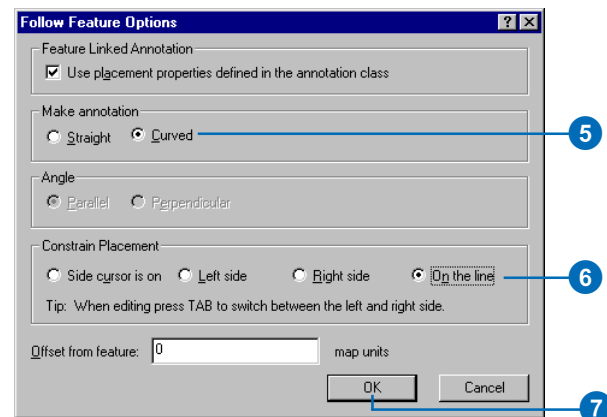 Follow Feature Options
Feature Linked Annotation
Use placement properties defined in the annotation class
Make annotation
Straight Curved 5
Angle
Parallel Perpendicular
Constrain Placement
Side cursor is on Left side Right side On the line 6
Tip: When editing press TAB to switch between the left and right side.
Offset from feature: 0 map units
OK Cancel
7